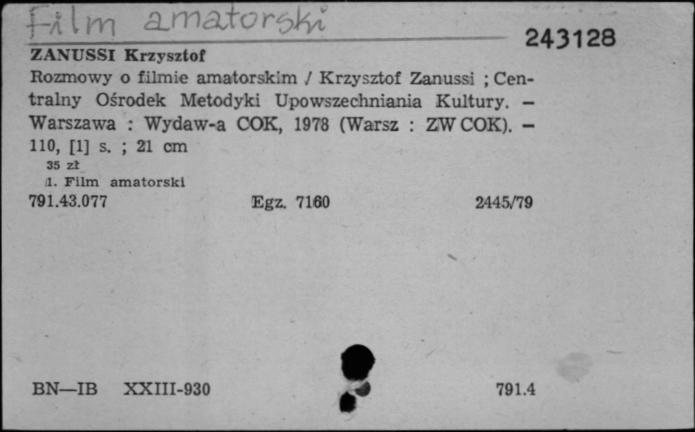 Film amatorski
243128
ZANUSSI Krzysztof
Rozmowy o filmie amatorskim / Krzysztof Zanussi ; Cen-
tralny Ośrodek Metodyki Upowszechniania Kultury. —
Warszawa : Wydaw-a COK, 1978 (Warsz : ZW COK). —
110, [1] s. ; 21 cm
35 zł
1. Film amatorski
791.43.077 Egz. 7160 2445/79
BN—IB XXIII-930 791.4